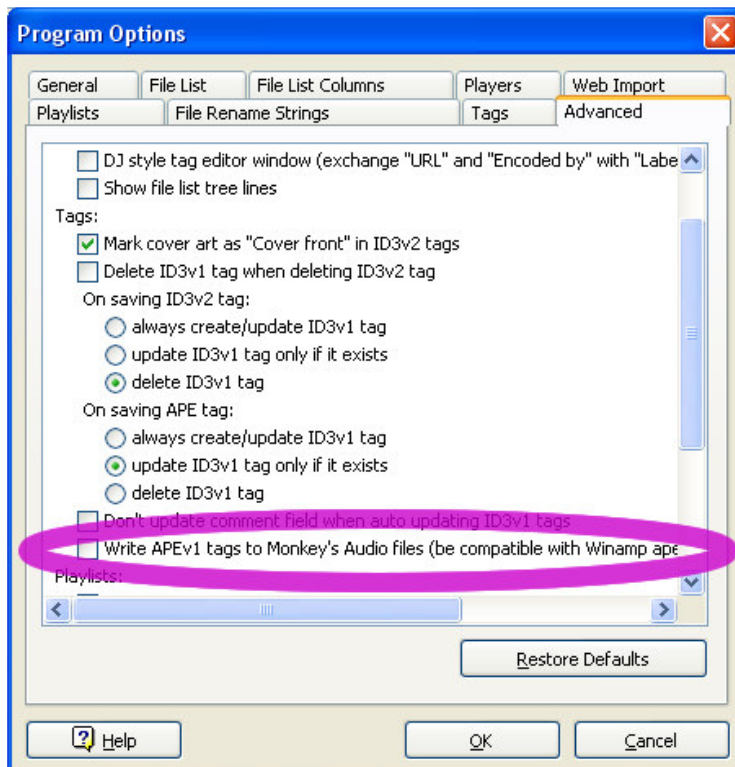 Program Options
General File List File List Columns Players Web Import
Playlists File Rename Strings Tags Advanced
DJ style tag editor window (exchange "URL" and "Encoded by" with "Labe
Show file list tree lines
Tags:
Mark cover art as "Cover front" in ID3v2 tags
Delete ID3v1 tag when deleting ID3v2 tag
On saving ID3v2 tag:
always create/update ID3v1 tag
update ID3v1 tag only if it exists
delete ID3v1 tag
On saving APE tag:
always create/update ID3v1 tag
update ID3v1 tag only if it exists
delete ID3v1 tag
Don't update comment field when auto updating ID3v1 tags
Write APEv1 tags to Monkey's Audio files (be compatible with Winamp ape
Playlists:
Restore Defaults
Help OK Cancel